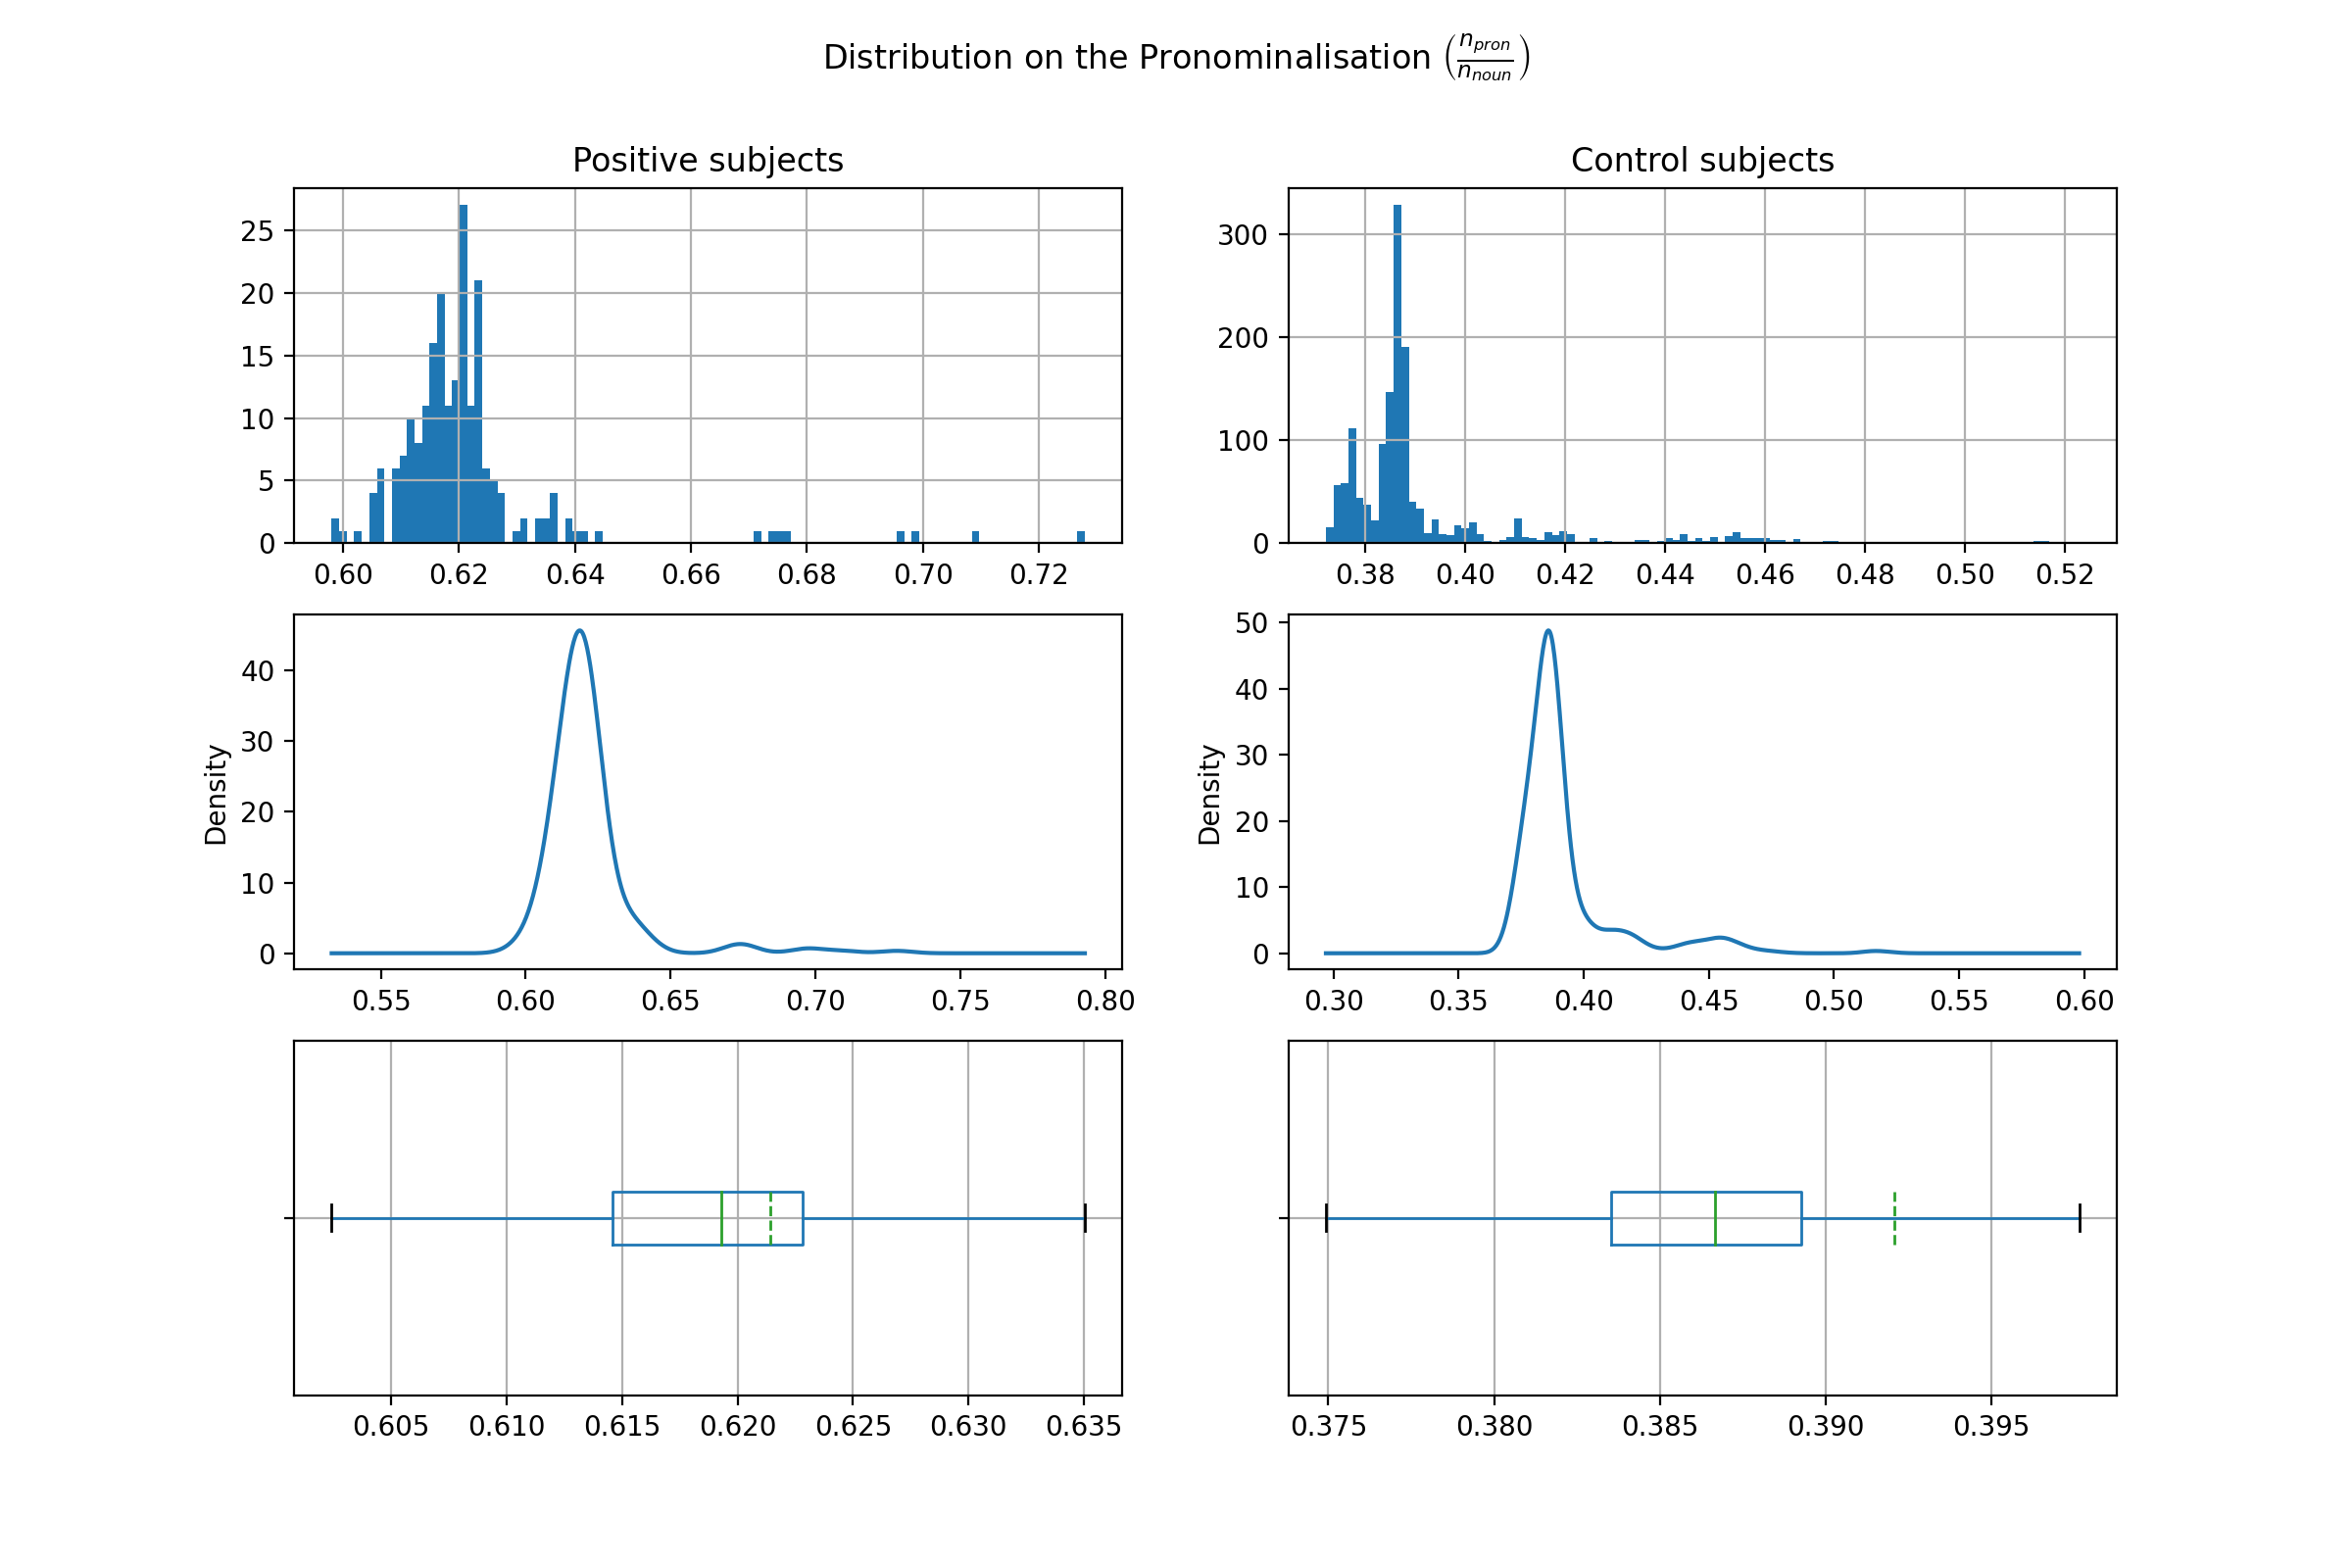 Distribution on the Pronominalisation (n_pron/n_noun)
Positive subjects
Control subjects
25
20
15
10
5
0
0.60 0.62 0.64 0.66 0.68 0.70 0.72
300
200
100
0
0.38 0.40 0.42 0.44 0.46 0.48 0.50 0.52
Density
40
30
20
10
0
0.55 0.60 0.65 0.70 0.75 0.80
Density
50
40
30
20
10
0
0.30 0.35 0.40 0.45 0.50 0.55 0.60
0.605 0.610 0.615 0.620 0.625 0.630 0.635
0.375 0.380 0.385 0.390 0.395